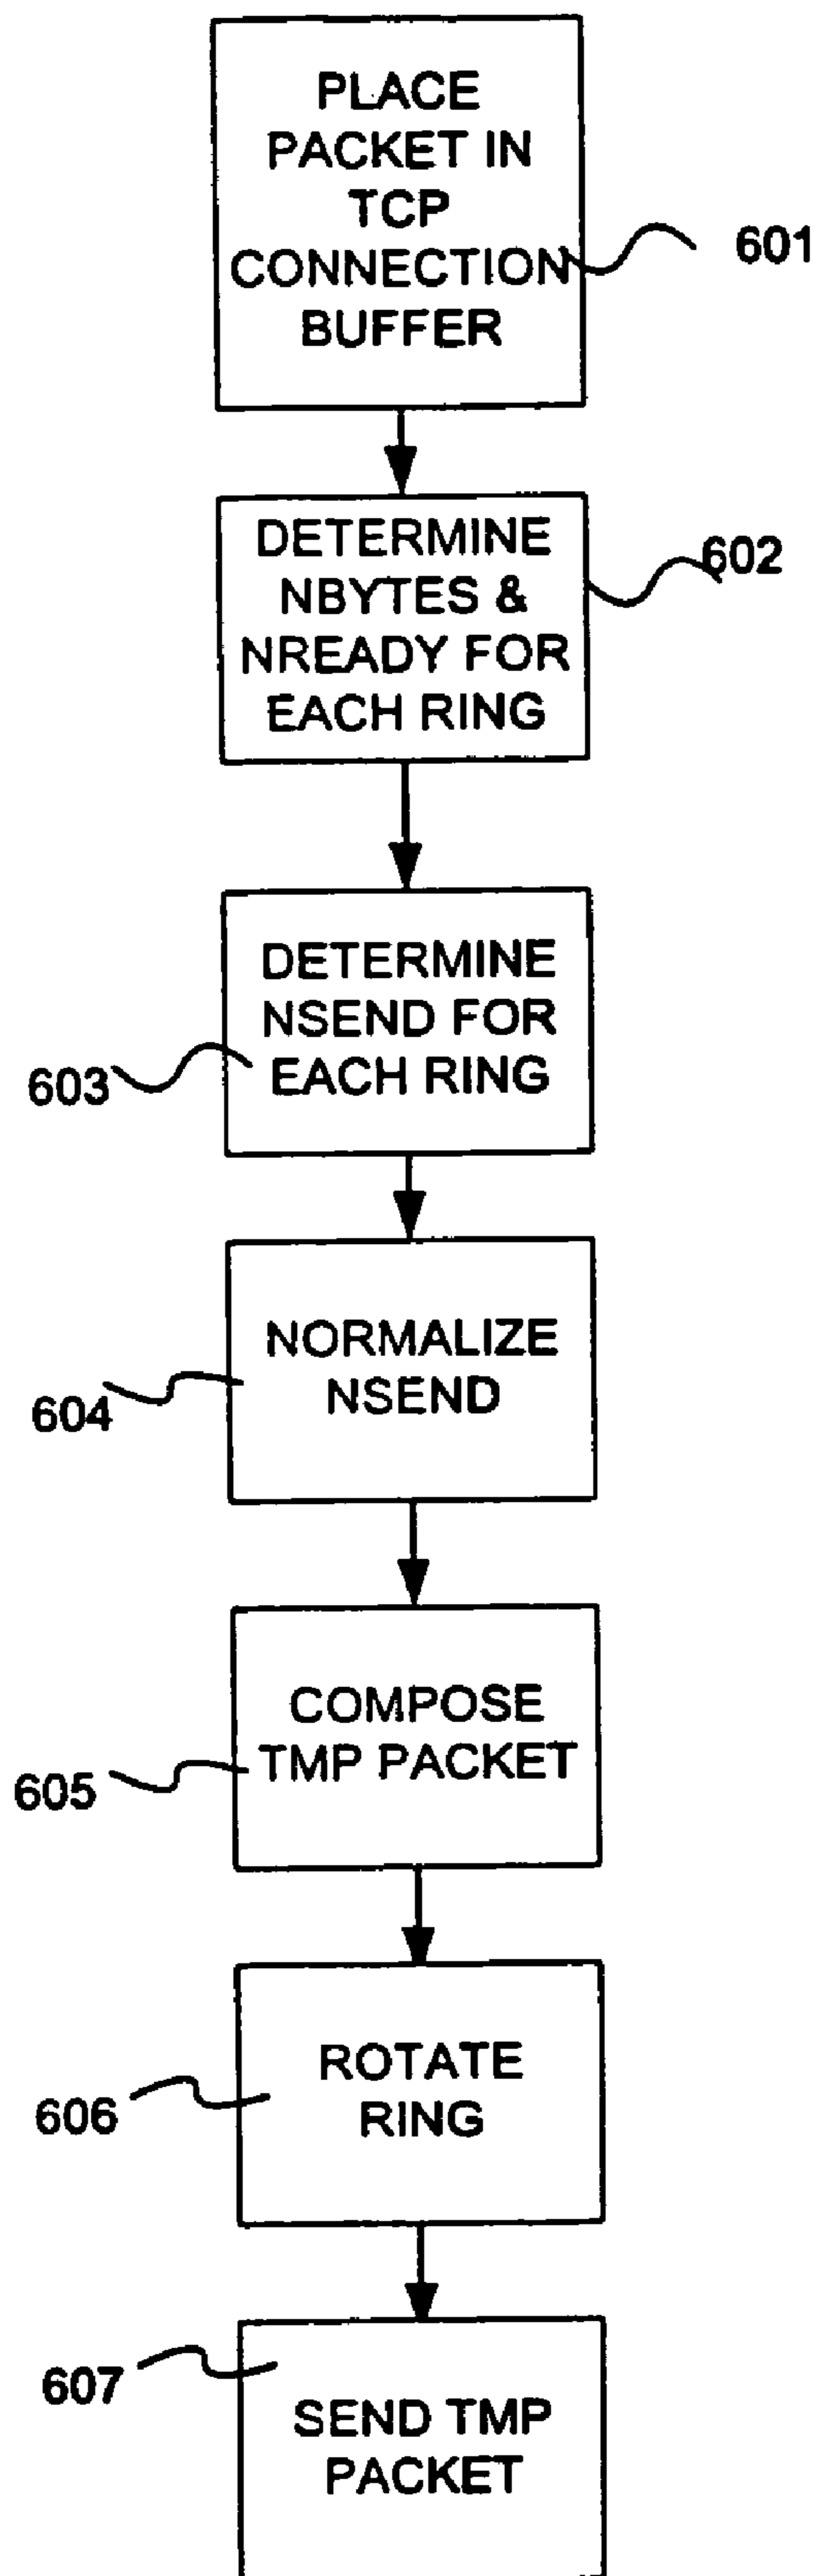 PLACE
PACKET IN
TCP
CONNECTION
BUFFER
601
DETERMINE
NBYTES &
NREADY FOR
EACH RING
602
DETERMINE
NSEND FOR
EACH RING
603
NORMALIZE
NSEND
604
COMPOSE
TMP PACKET
605
ROTATE
RING
606
607
SEND TMP
PACKET